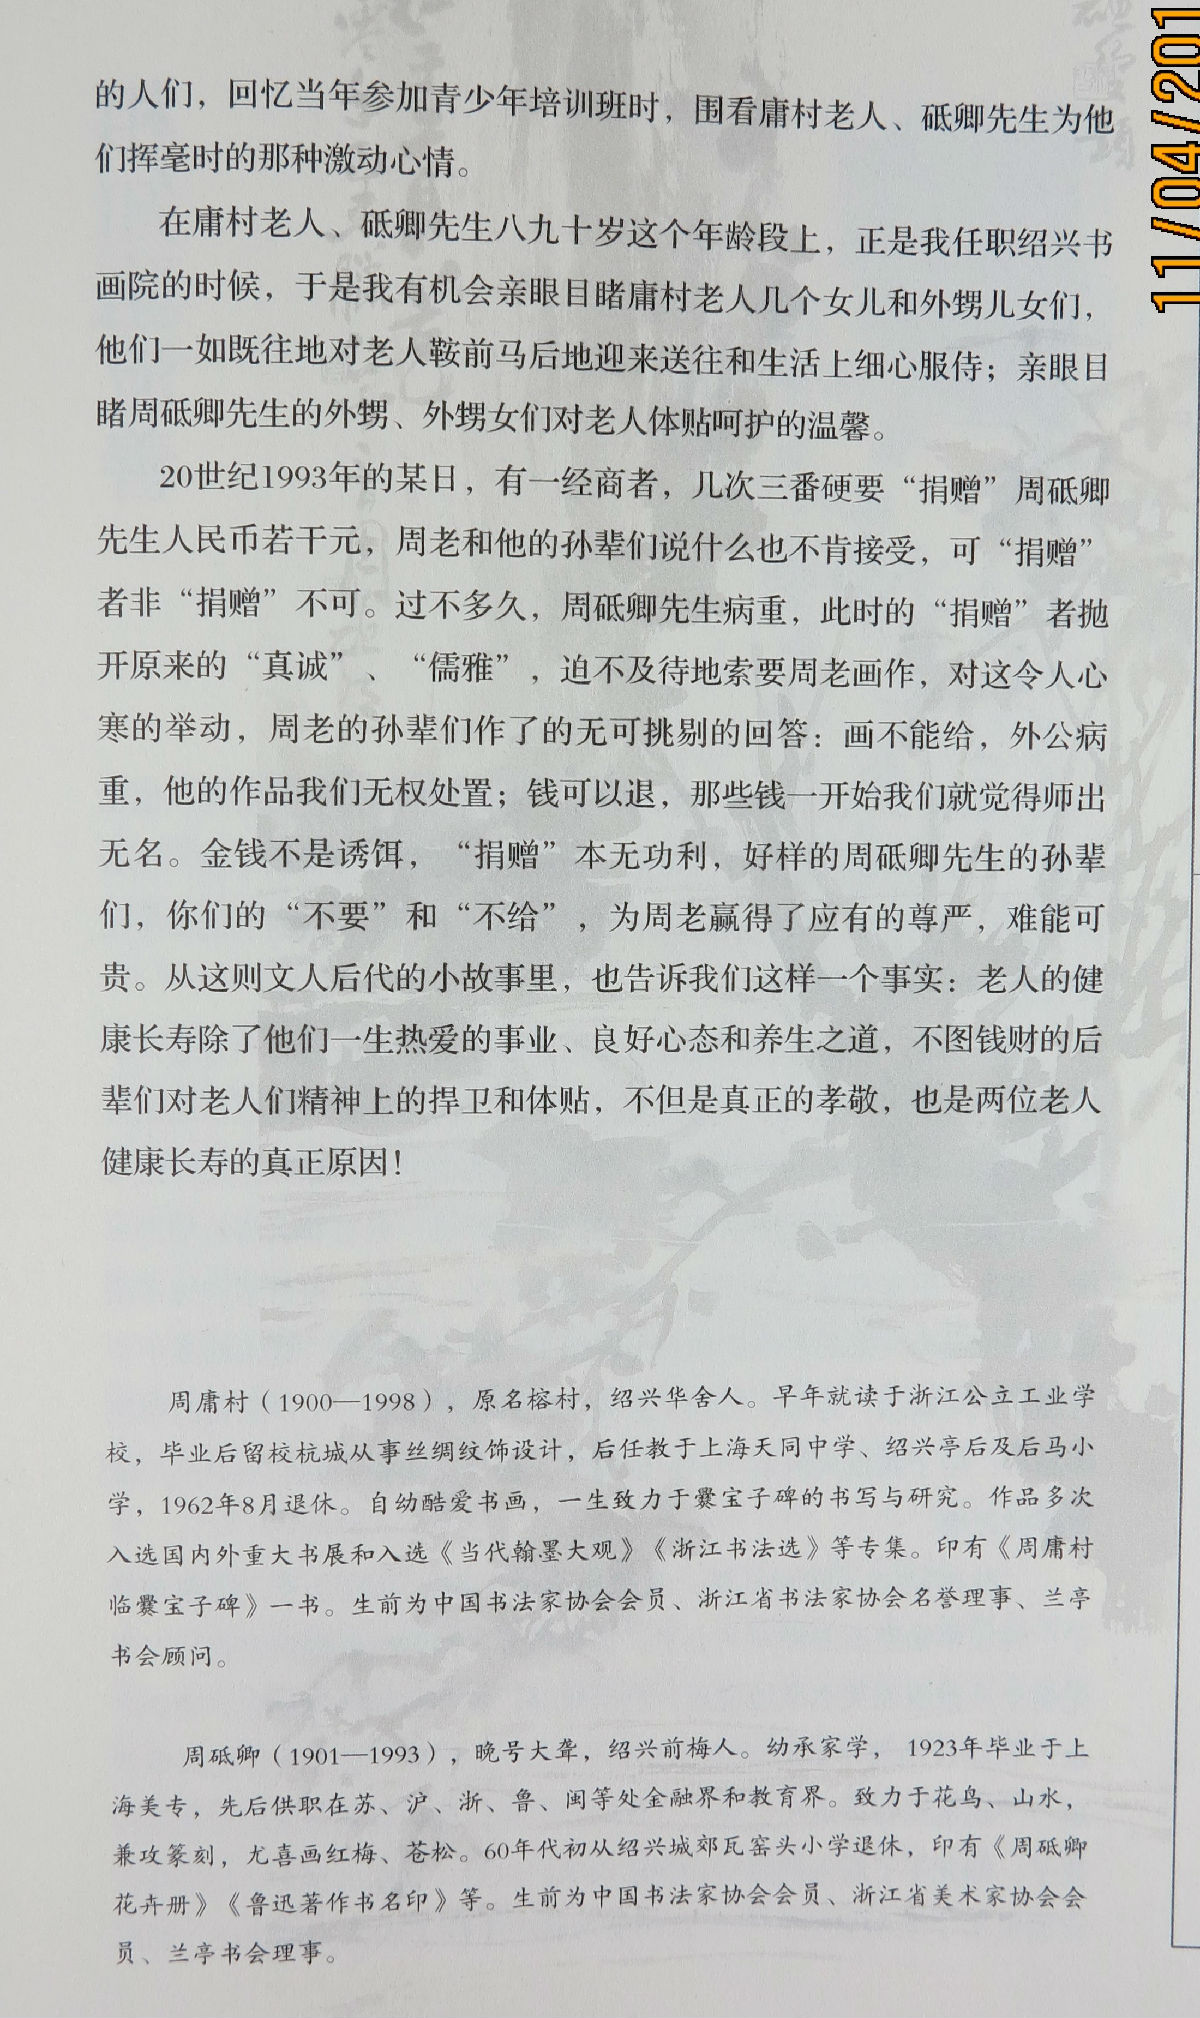 的人们，回忆当年参加青少年培训班时，围看庸村老人、砥卿先生为他
们挥毫时的那种激动心情。
在庸村老人、砥卿先生八九十岁这个年龄段上，正是我任职绍兴书
画院的时候，于是我有机会亲眼目睹庸村老人几个女儿和外甥儿女们，
他们一如既往地对老人鞍前马后地迎来送往和生活上细心服侍；亲眼目
睹周砥卿先生的外甥、外甥女们对老人体贴呵护的温馨。
20世纪1993年的某日，有一经商者，几次三番硬要“捐赠”周砥卿
先生人民币若干元，周老和他的孙辈们说什么也不肯接受，可“捐赠”
者非“捐赠”不可。过不多久，周砥卿先生病重，此时的“捐赠”者抛
开原来的“真诚”、“儒雅”，迫不及待地索要周老画作，对这令人心
寒的举动，周老的孙辈们作了的无可挑剔的回答：画不能给，外公病
重，他的作品我们无权处置；钱可以退，那些钱一开始我们就觉得师出
无名。金钱不是诱饵，“捐赠”本无功利，好样的周砥卿先生的孙辈
们，你们的“不要”和“不给”，为周老赢得了应有的尊严，难能可
贵。从这则文人后代的小故事里，也告诉我们这样一个事实：老人的健
康长寿除了他们一生热爱的事业、良好心态和养生之道，不图钱财的后
辈们对老人们精神上的捍卫和体贴，不但是真正的孝敬，也是两位老人
健康长寿的真正原因！
周庸村（1900—1998），原名榕村，绍兴华舍人。早年就读于浙江公立工业学
校，毕业后留校杭城从事丝绸纹饰设计，后任教于上海天同中学、绍兴亭后及后马小
学，1962年8月退休。自幼酷爱书画，一生致力于爨宝子碑的书写与研究。作品多次
入选国内外重大书展和入选《当代翰墨大观》《浙江书法选》等专集。印有《周庸村
临爨宝子碑》一书。生前为中国书法家协会会员、浙江省书法家协会名誉理事、兰亭
书会顾问。
周砥卿（1901—1993），晚号大聋，绍兴前梅人。幼承家学，1923年毕业于上
海美专，先后供职在苏、沪、浙、鲁、闽等处金融界和教育界。致力于花鸟、山水，
兼攻篆刻，尤喜画红梅、苍松。60年代初从绍兴城郊瓦窑头小学退休，印有《周砥卿
花卉册》《鲁迅著作书名印》等。生前为中国书法家协会会员、浙江省美术家协会会
员、兰亭书会理事。
11/04/201